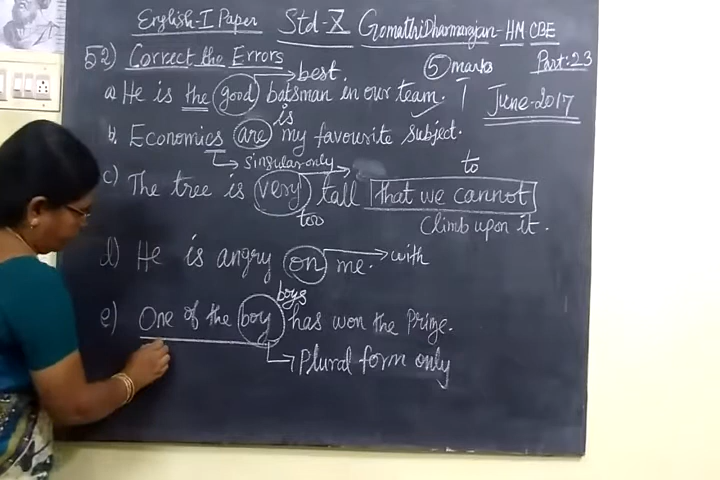 English-I Paper Std-X GomathiDharmarajan-HM CBE
52) Correct the Errors 5 marks Part:23
best.
a. He is the good batsman in our team. June-2017
is
b. Economics are my favourite subject.
singular only to
c) The tree is very tall that we cannot
too climb upon it.
d) He is angry on me. with
boys
e) One of the boy has won the Prize.
Plural form only